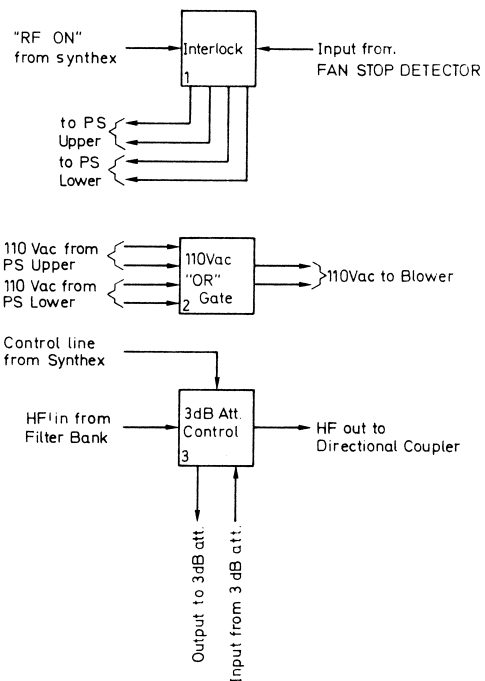 "RF ON"
from synthex
Interlock
1
Input from
FAN STOP DETECTOR
to PS
Upper
to PS
Lower
110 Vac from
PS Upper
110 Vac from
PS Lower
110Vac
"OR"
Gate
2
110Vac to Blower
Control line
from Synthex
HF in from
Filter Bank
3dB Att.
Control
3
HF out to
Directional Coupler
Output to 3dB att.
Input from 3 dB att.